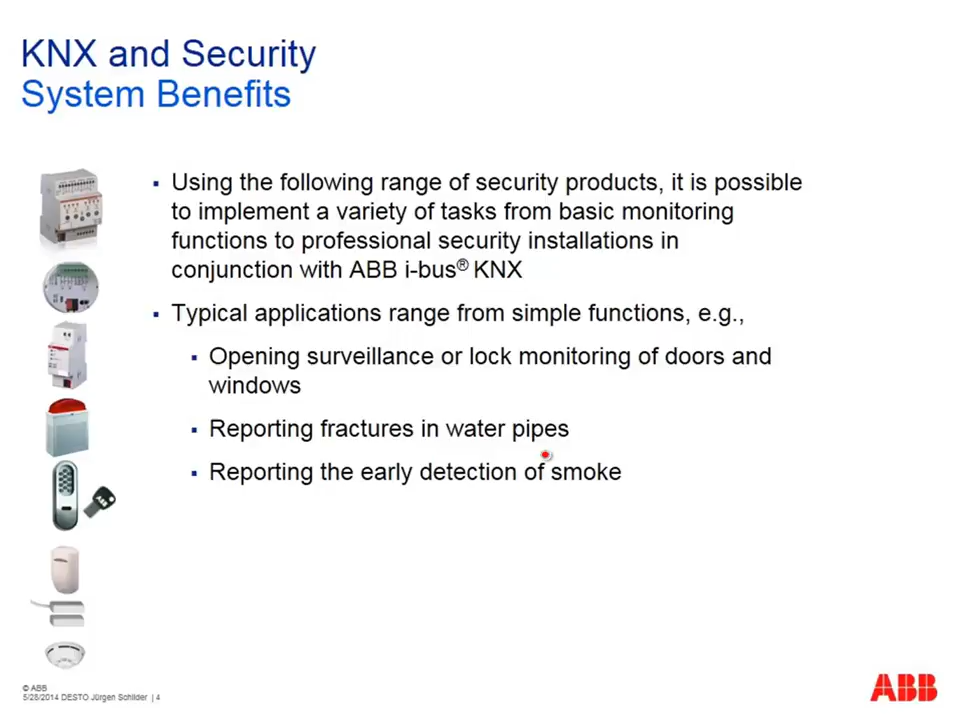 KNX and Security
System Benefits
▪ Using the following range of security products, it is possible
to implement a variety of tasks from basic monitoring
functions to professional security installations in
conjunction with ABB i-bus® KNX
▪ Typical applications range from simple functions, e.g.,
▪ Opening surveillance or lock monitoring of doors and
windows
▪ Reporting fractures in water pipes
▪ Reporting the early detection of smoke
© ABB
5/28/2014 DESTO Jürgen Schilder | 4
ABB